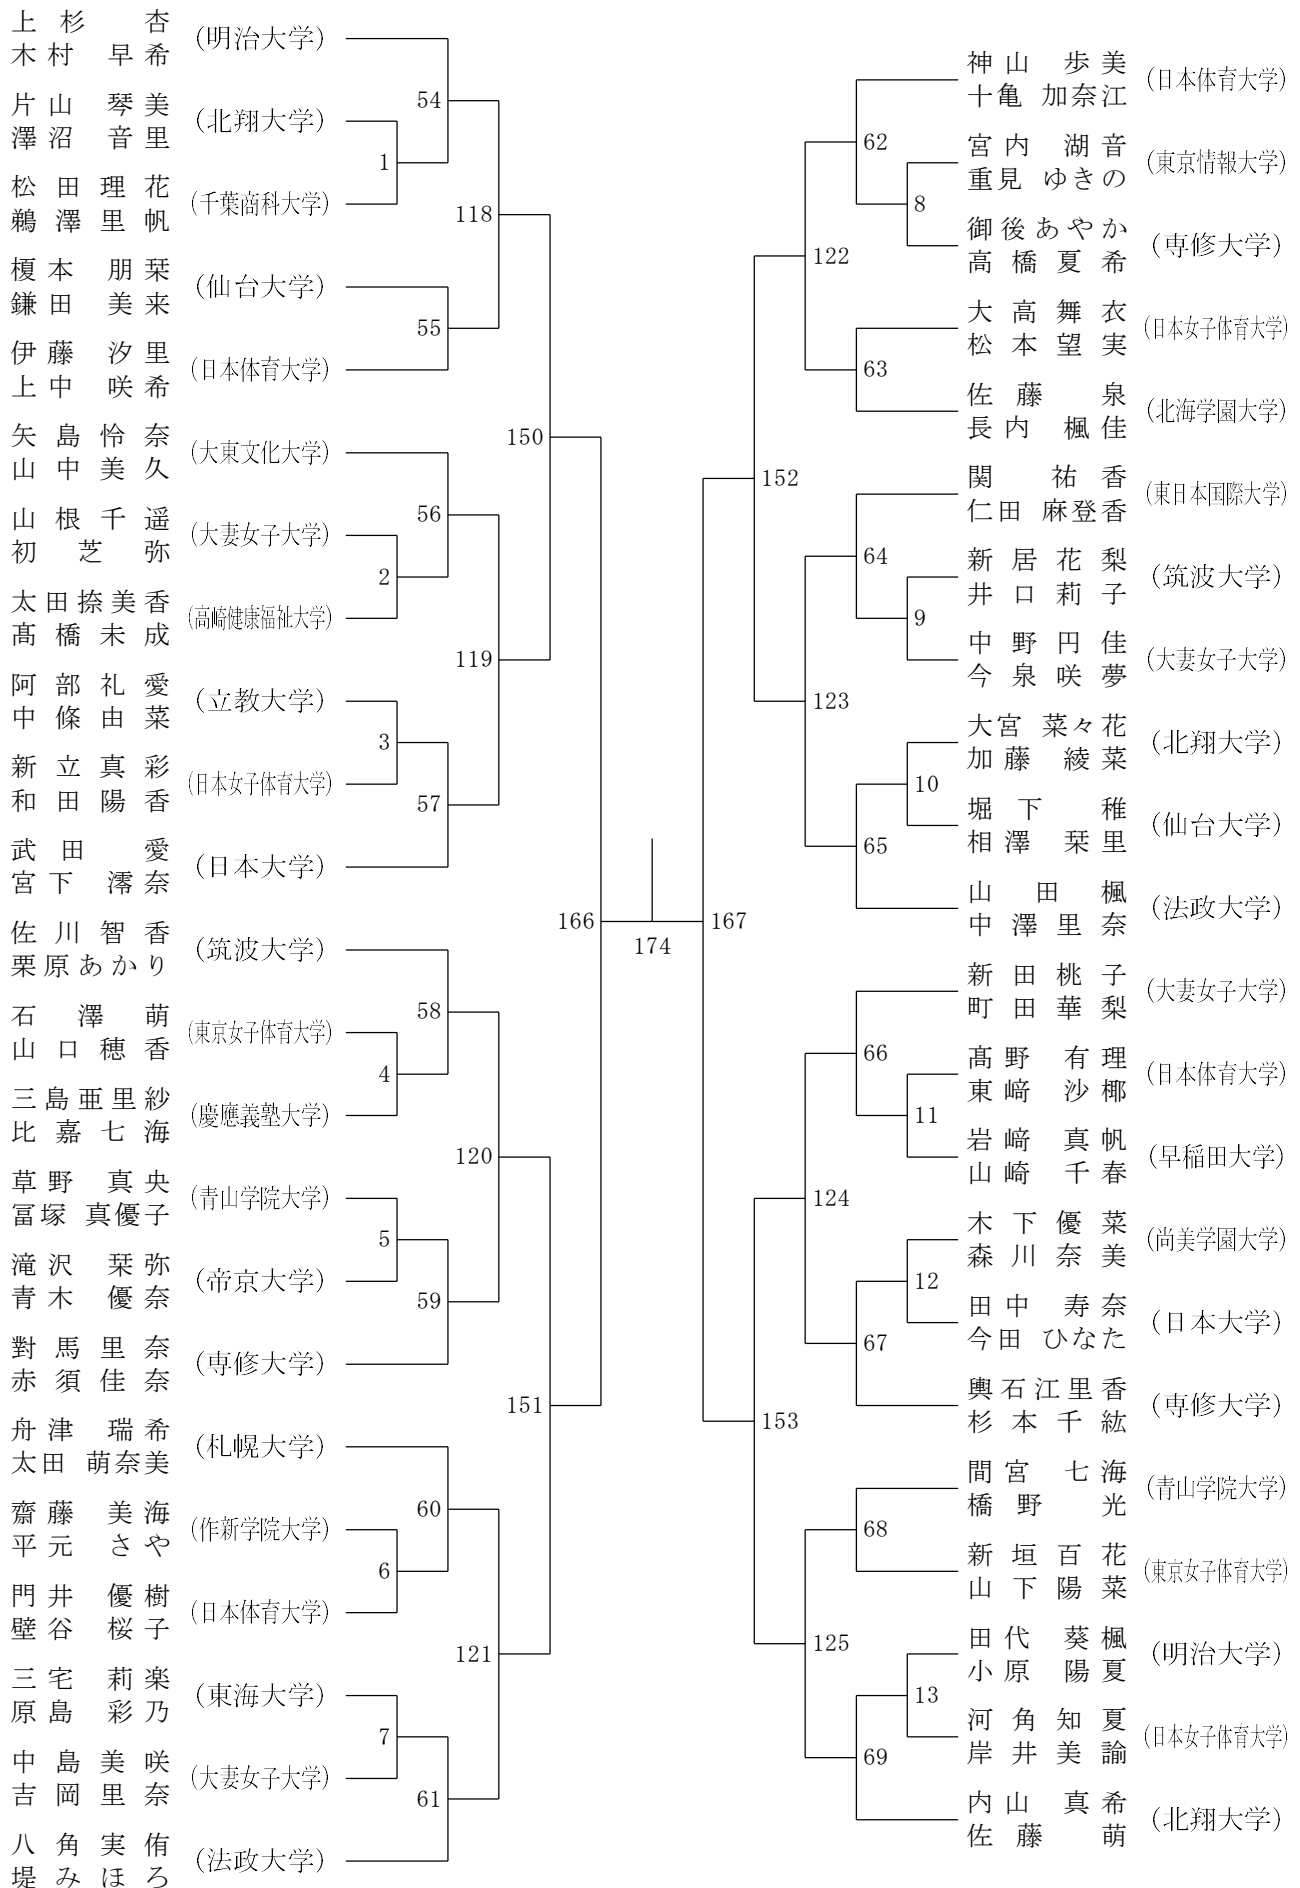 上杉 杏
木村 早希
(明治大学)
片山 琴美
澤沼 音里
(北翔大学)
松田理花
鵜澤里帆
(千葉商科大学)
榎本 朋栞
鎌田 美来
(仙台大学)
伊藤 汐里
上中 咲希
(日本体育大学)
矢島怜奈
山中美久
(大東文化大学)
山根千遥
初芝 弥
(大妻女子大学)
太田捺美香
髙橋未成
(高崎健康福祉大学)
阿部礼愛
中條由菜
(立教大学)
新立真彩
和田陽香
(日本女子体育大学)
武田 愛
宮下 澪奈
(日本大学)
佐川智香
栗原あかり
(筑波大学)
石澤 萌
山口穂香
(東京女子体育大学)
三島亜里紗
比嘉七海
(慶應義塾大学)
草野 真央
冨塚 真優子
(青山学院大学)
滝沢 栞弥
青木 優奈
(帝京大学)
對馬里奈
赤須佳奈
(専修大学)
舟津 瑞希
太田 萌奈美
(札幌大学)
齋藤 美海
平元 さや
(作新学院大学)
門井 優樹
壁谷 桜子
(日本体育大学)
三宅 莉楽
原島 彩乃
(東海大学)
中島美咲
吉岡里奈
(大妻女子大学)
八角実侑
堤みほろ
(法政大学)
1
2
3
4
5
6
7
54
55
56
57
58
59
60
61
118
119
120
121
150
151
166
174
167
152
153
122
123
124
125
62
63
64
65
66
67
68
69
8
9
10
11
12
13
神山 歩美
十亀 加奈江
(日本体育大学)
宮内 湖音
重見 ゆきの
(東京情報大学)
御後あやか
高橋夏希
(専修大学)
大高舞衣
松本望実
(日本女子体育大学)
佐藤 泉
長内 楓佳
(北海学園大学)
関 祐香
仁田 麻登香
(東日本国際大学)
新居花梨
井口莉子
(筑波大学)
中野円佳
今泉咲夢
(大妻女子大学)
大宮 菜々花
加藤 綾菜
(北翔大学)
堀下 稚
相澤 栞里
(仙台大学)
山田 楓
中澤里奈
(法政大学)
新田桃子
町田華梨
(大妻女子大学)
髙野 有理
東﨑 沙椰
(日本体育大学)
岩﨑 真帆
山崎 千春
(早稲田大学)
木下優菜
森川奈美
(尚美学園大学)
田中 寿奈
今田 ひなた
(日本大学)
輿石江里香
杉本千紘
(専修大学)
間宮 七海
橋野 光
(青山学院大学)
新垣百花
山下陽菜
(東京女子体育大学)
田代 葵楓
小原 陽夏
(明治大学)
河角知夏
岸井美諭
(日本女子体育大学)
内山 真希
佐藤 萌
(北翔大学)